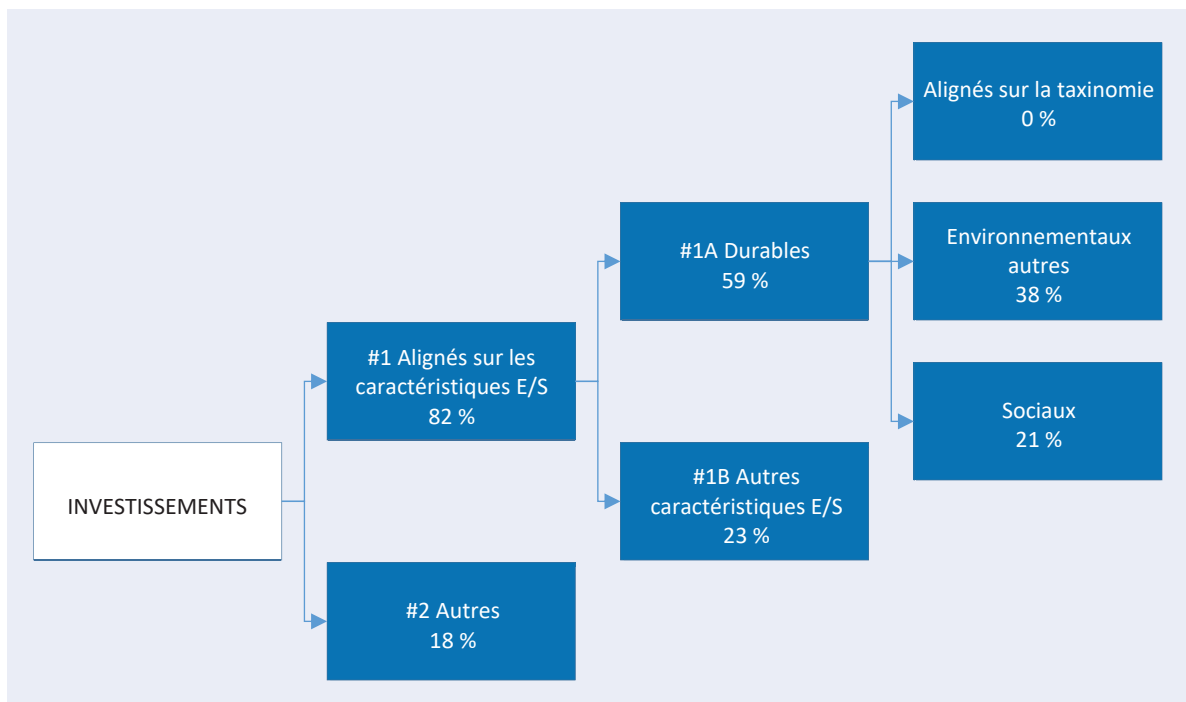 Alignés sur la taxinomie
0 %
#1A Durables
59 %
Environnementaux
autres
38 %
#1 Alignés sur les
caractéristiques E/S
82 %
Sociaux
21 %
INVESTISSEMENTS
#1B Autres
caractéristiques E/S
23 %
#2 Autres
18 %